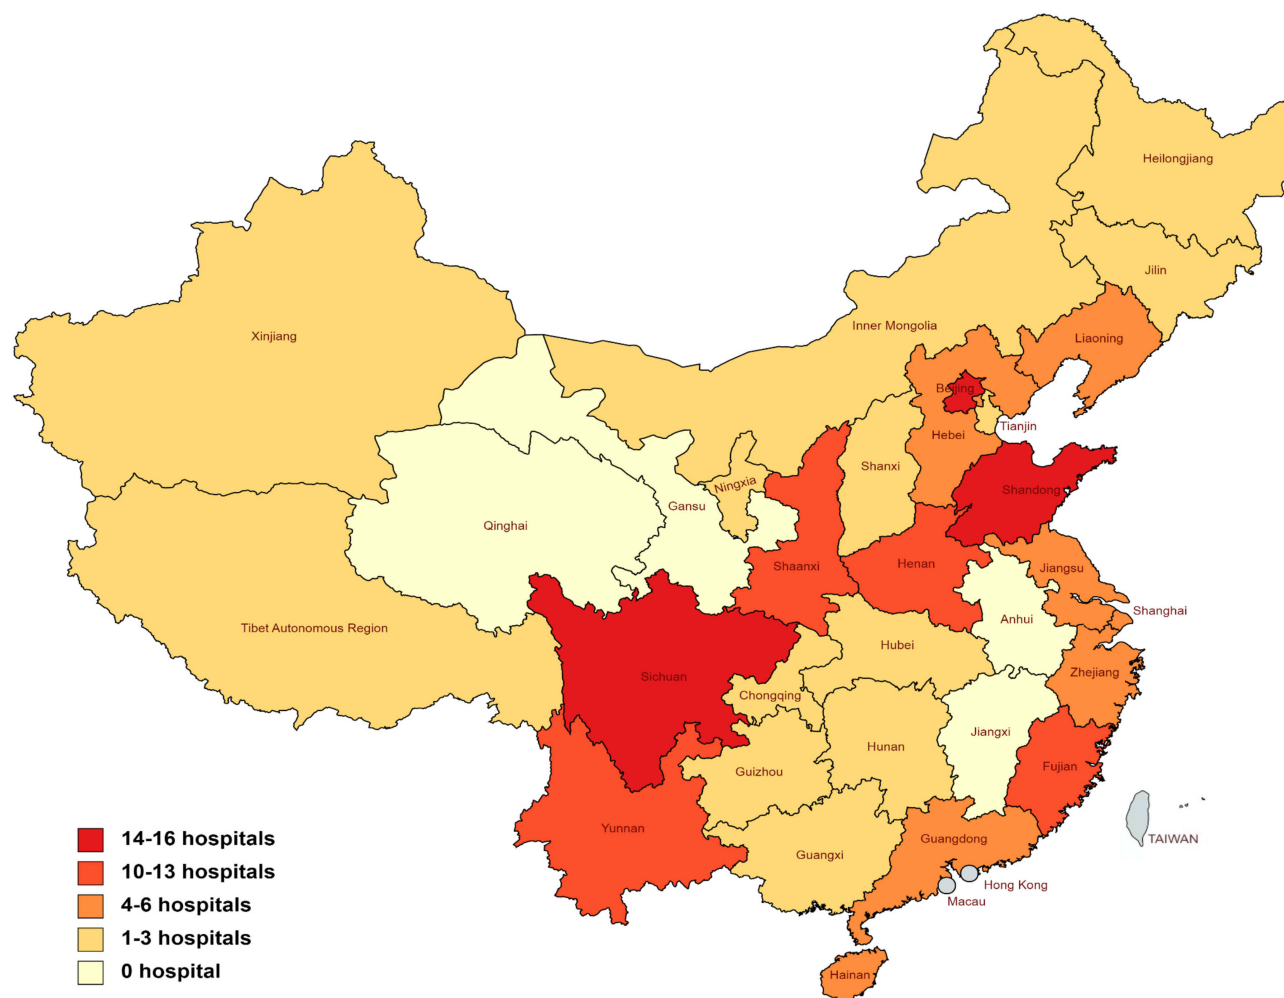 Heilongjiang
Jilin
Xinjiang
Inner Mongolia
Liaoning
Beijing
Tianjin
Hebei
Shanxi
Ningxia
Shandong
Gansu
Qinghai
Shaanxi
Henan
Jiangsu
Shanghai
Anhui
Tibet Autonomous Region
Hubei
Zhejiang
Sichuan
Chongqing
Jiangxi
Hunan
Fujian
Guizhou
Yunnan
Guangdong
TAIWAN
Guangxi
Hong Kong
Macau
Hainan
14-16 hospitals
10-13 hospitals
4-6 hospitals
1-3 hospitals
0 hospital